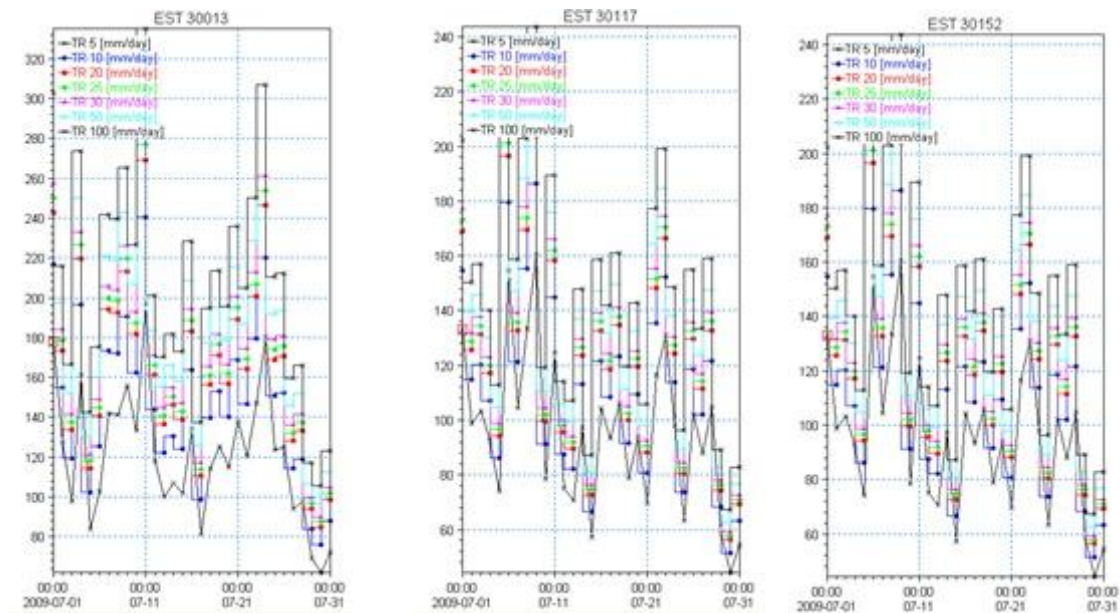 EST 30013
TR 5 [mm/day]
TR 10 [mm/day]
TR 20 [mm/day]
TR 25 [mm/day]
TR 30 [mm/day]
TR 50 [mm/day]
TR 100 [mm/day]
320
300
280
260
240
220
200
180
160
140
120
100
80
00:00 00:00 00:00 00:00
2009-07-01 07-11 07-21 07-31
EST 30117
TR 5 [mm/day]
TR 10 [mm/day]
TR 20 [mm/day]
TR 25 [mm/day]
TR 30 [mm/day]
TR 50 [mm/day]
TR 100 [mm/day]
240
220
200
180
160
140
120
100
80
60
00:00 00:00 00:00 00:00
2009-07-01 07-11 07-21 07-31
EST 30152
TR 5 [mm/day]
TR 10 [mm/day]
TR 20 [mm/day]
TR 25 [mm/day]
TR 30 [mm/day]
TR 50 [mm/day]
TR 100 [mm/day]
240
220
200
180
160
140
120
100
80
60
00:00 00:00 00:00 00:00
2009-07-01 07-11 07-21 07-31